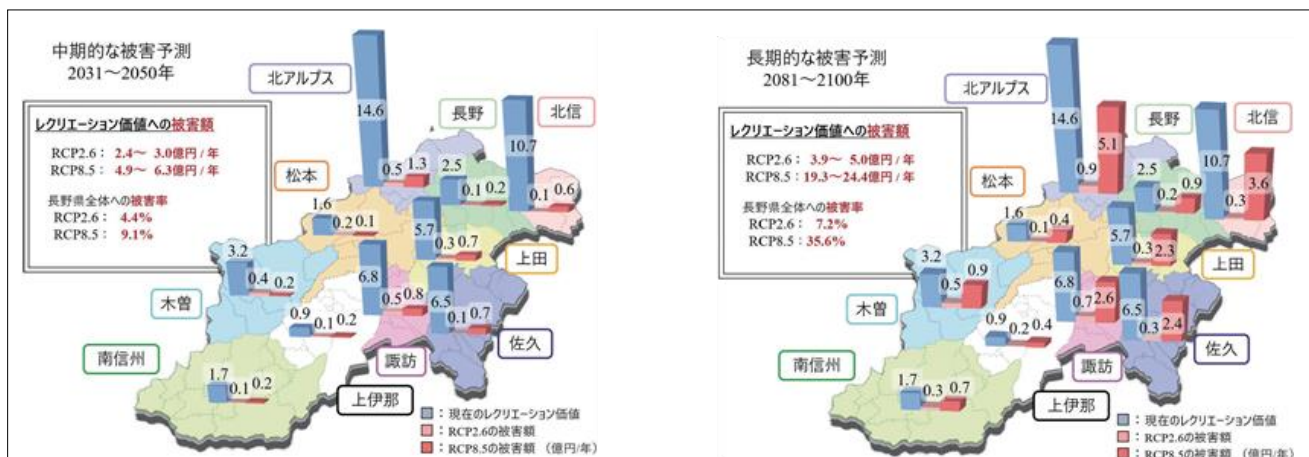 中期的な被害予測
2031～2050年
レクリエーション価値への被害額
RCP2.6： 2.4～ 3.0億円 / 年
RCP8.5： 4.9～ 6.3億円 / 年
長野県全体への被害率
RCP2.6： 4.4%
RCP8.5： 9.1%
北アルプス
14.6
0.5
1.3
長野
2.5
0.1
0.2
北信
10.7
0.1
0.6
松本
1.6
0.2
0.1
5.7
0.3
0.7
上田
3.2
0.4
0.2
木曽
6.8
0.5
0.8
6.5
0.1
0.7
佐久
0.9
0.1
0.2
諏訪
南信州
1.7
0.1
0.2
上伊那
：現在のレクリエーション価値
：RCP2.6の被害額
：RCP8.5の被害額 （億円/年）
長期的な被害予測
2081～2100年
レクリエーション価値への被害額
RCP2.6： 3.9～ 5.0億円 / 年
RCP8.5：19.3～24.4億円 / 年
長野県全体への被害率
RCP2.6： 7.2%
RCP8.5： 35.6%
北アルプス
14.6
0.9
5.1
長野
2.5
0.2
0.9
北信
10.7
0.3
3.6
松本
1.6
0.1
0.4
5.7
0.3
2.3
上田
3.2
0.5
0.9
木曽
6.8
0.7
2.6
6.5
0.3
2.4
佐久
0.9
0.2
0.4
諏訪
南信州
1.7
0.3
0.7
上伊那
：現在のレクリエーション価値
：RCP2.6の被害額
：RCP8.5の被害額 （億円/年）